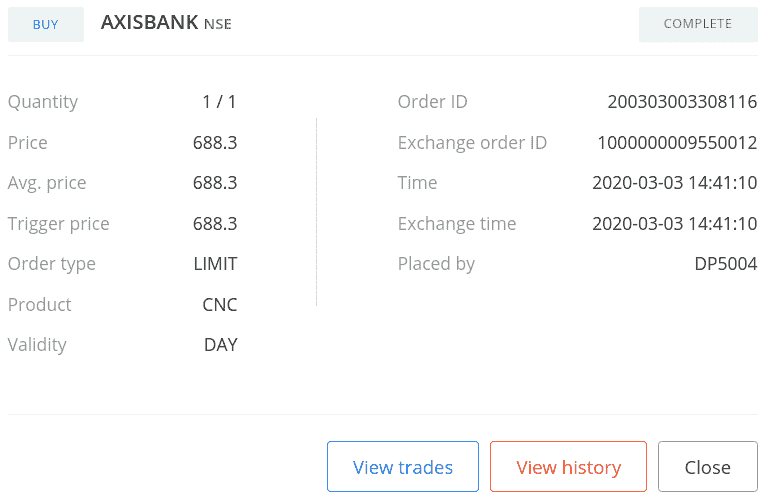 BUY AXISBANK NSE COMPLETE
Quantity 1 / 1
Price 688.3
Avg. price 688.3
Trigger price 688.3
Order type LIMIT
Product CNC
Validity DAY
Order ID 200303003308116
Exchange order ID 1000000009550012
Time 2020-03-03 14:41:10
Exchange time 2020-03-03 14:41:10
Placed by DP5004
View trades View history Close